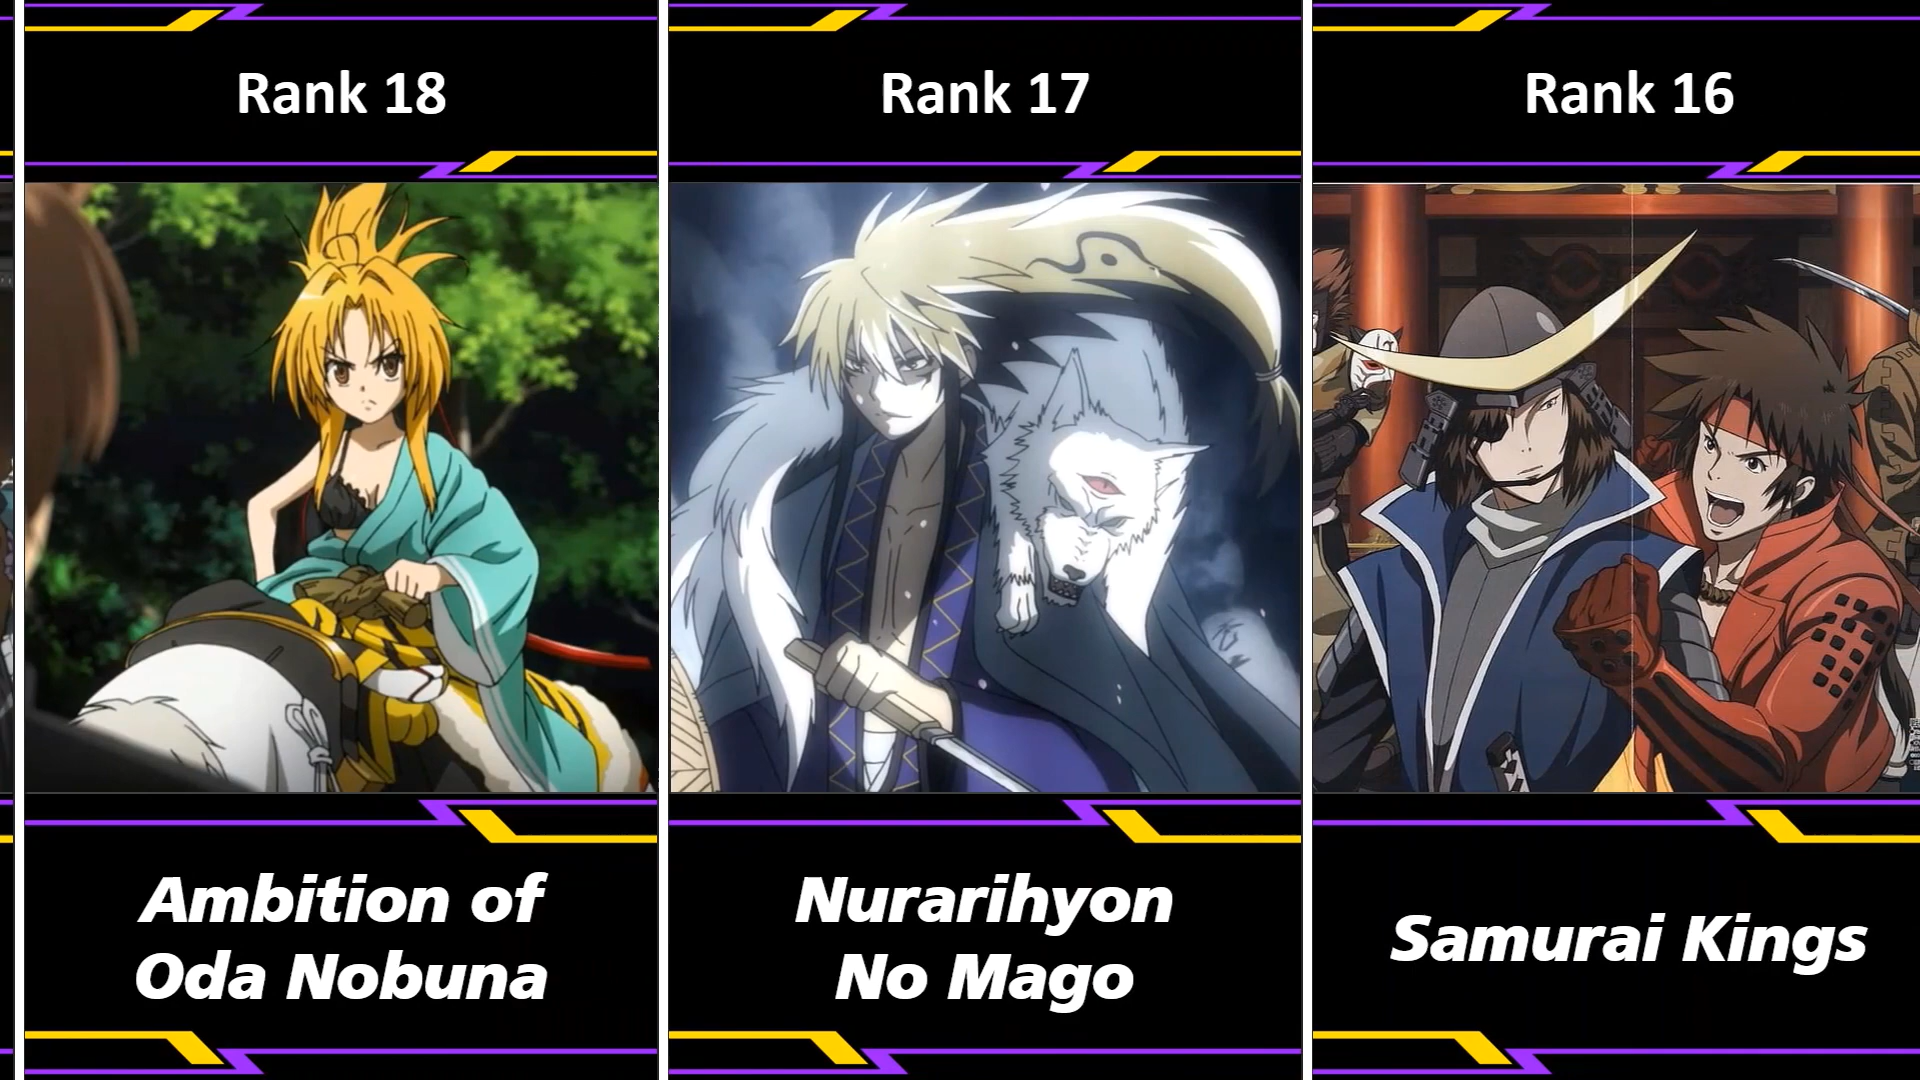 Rank 18
Ambition of
Oda Nobuna
Rank 17
Nurarihyon
No Mago
Rank 16
Samurai Kings